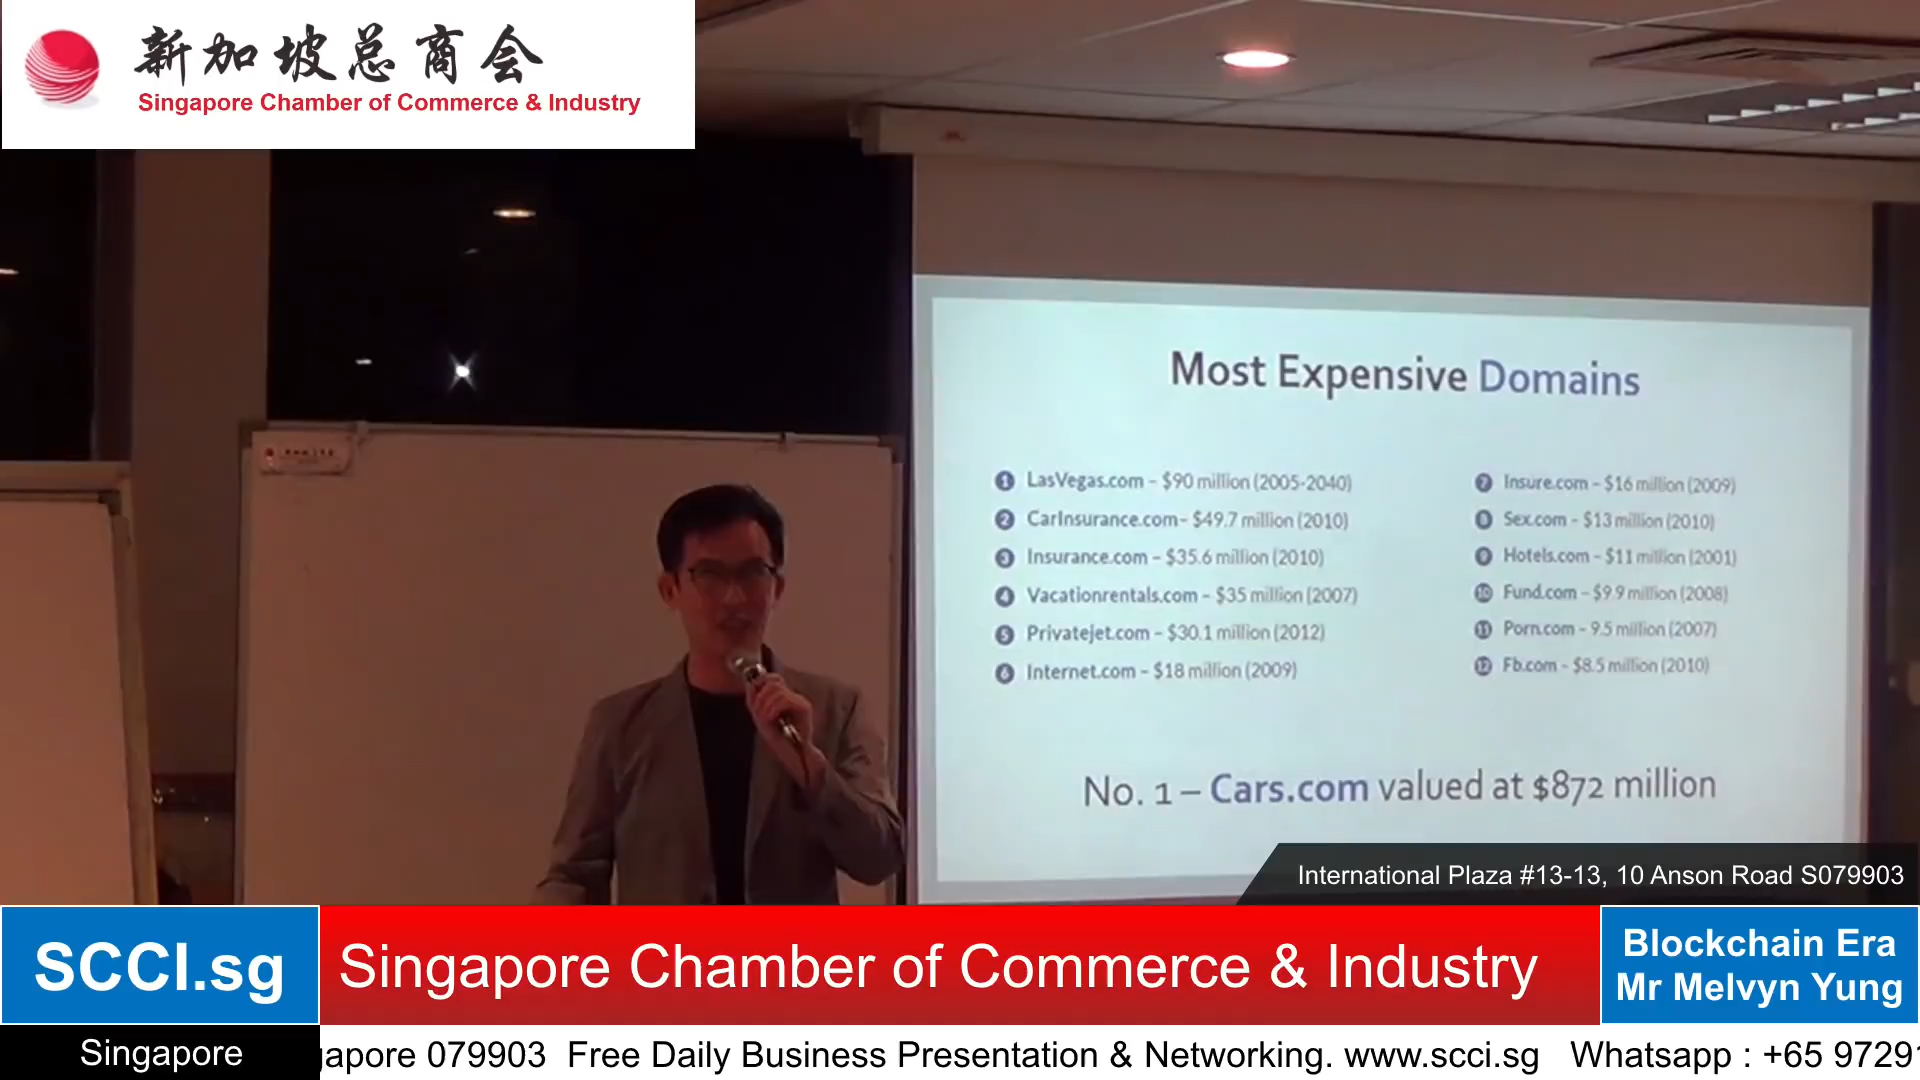 新加坡总商会
Singapore Chamber of Commerce & Industry
Most Expensive Domains
1 LasVegas.com - $90 million (2005-2040)
2 CarInsurance.com- $49.7 million (2010)
3 Insurance.com - $35.6 million (2010)
4 Vacationrentals.com - $35 million (2007)
5 Privatejet.com - $30.1 million (2012)
6 Internet.com - $18 million (2009)
7 Insure.com - $16 million (2009)
8 Sex.com - $13 million (2010)
9 Hotels.com - $11 million (2001)
10 Fund.com - $9.9 million (2008)
11 Porn.com - 9.5 million (2007)
12 Fb.com - $8.5 million (2010)
No. 1 – Cars.com valued at $872 million
International Plaza #13-13, 10 Anson Road S079903
SCCI.sg
Singapore Chamber of Commerce & Industry
Blockchain Era
Mr Melvyn Yung
Singapore
gapore 079903 Free Daily Business Presentation & Networking. www.scci.sg Whatsapp : +65 9729